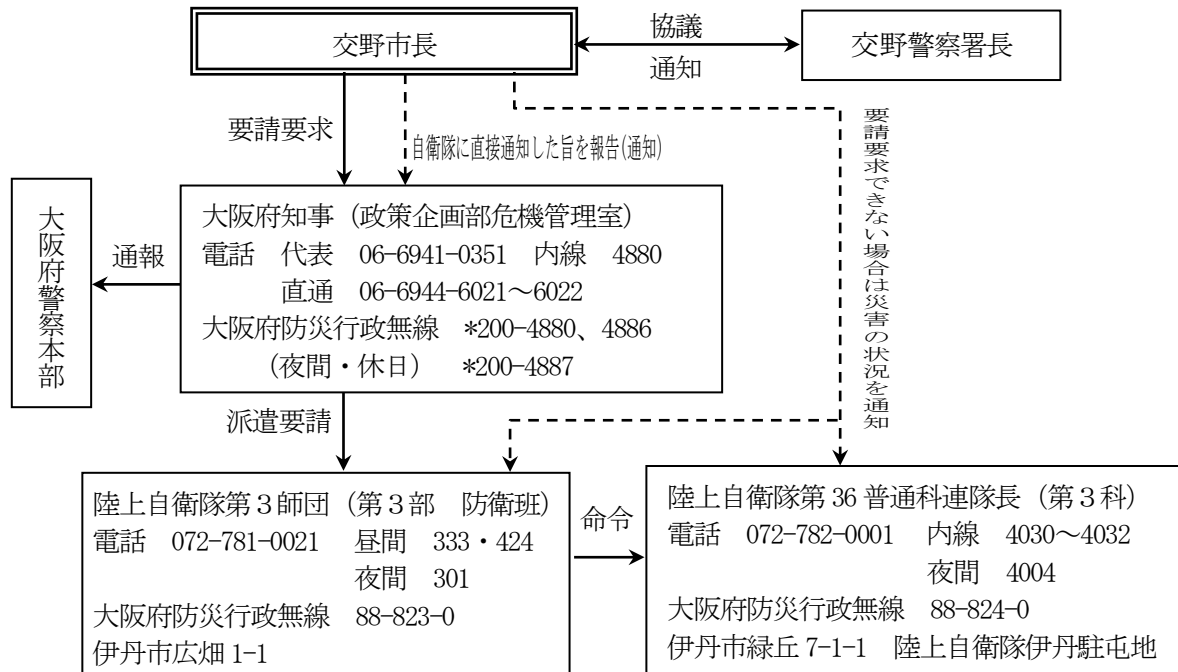 交野市長
協議
通知
交野警察署長
要請要求
自衛隊に直接通知した旨を報告(通知)
要請要求できない場合は災害の状況を通知
大阪府警察本部
通報
大阪府知事（政策企画部危機管理室）
電話　代表　06-6941-0351　内線　4880
直通　06-6944-6021～6022
大阪府防災行政無線　*200-4880、4886
（夜間・休日）　*200-4887
派遣要請
陸上自衛隊第３師団（第３部　防衛班）
電話　072-781-0021　昼間　333・424
夜間　301
大阪府防災行政無線　88-823-0
伊丹市広畑 1-1
命令
陸上自衛隊第 36 普通科連隊長（第３科）
電話　072-782-0001　内線　4030～4032
夜間　4004
大阪府防災行政無線　88-824-0
伊丹市緑丘 7-1-1　陸上自衛隊伊丹駐屯地